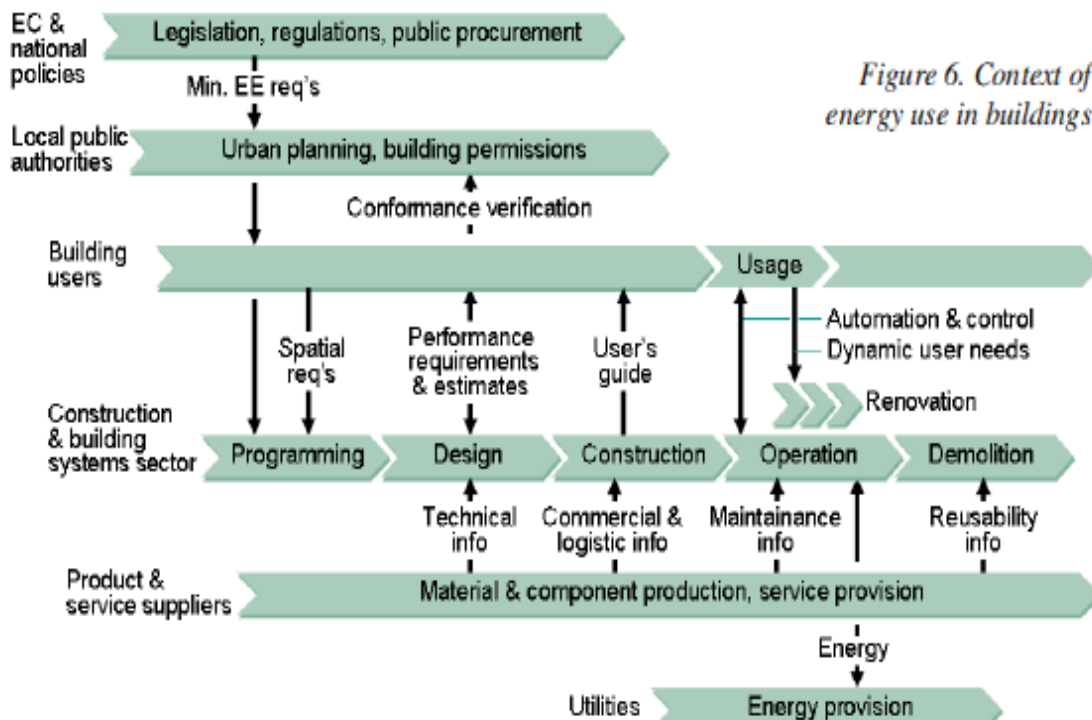 EC &
national
policies
Legislation, regulations, public procurement
Figure 6. Context of
energy use in buildings
Min. EE req's
Local public
authorities
Urban planning, building permissions
Conformance verification
Building
users
Usage
Automation & control
Dynamic user needs
Spatial
req's
Performance
requirements
& estimates
User's
guide
Renovation
Construction
& building
systems sector
Programming
Design
Construction
Operation
Demolition
Technical
info
Commercial &
logistic info
Maintainance
info
Reusability
info
Product &
service suppliers
Material & component production, service provision
Energy
Utilities
Energy provision